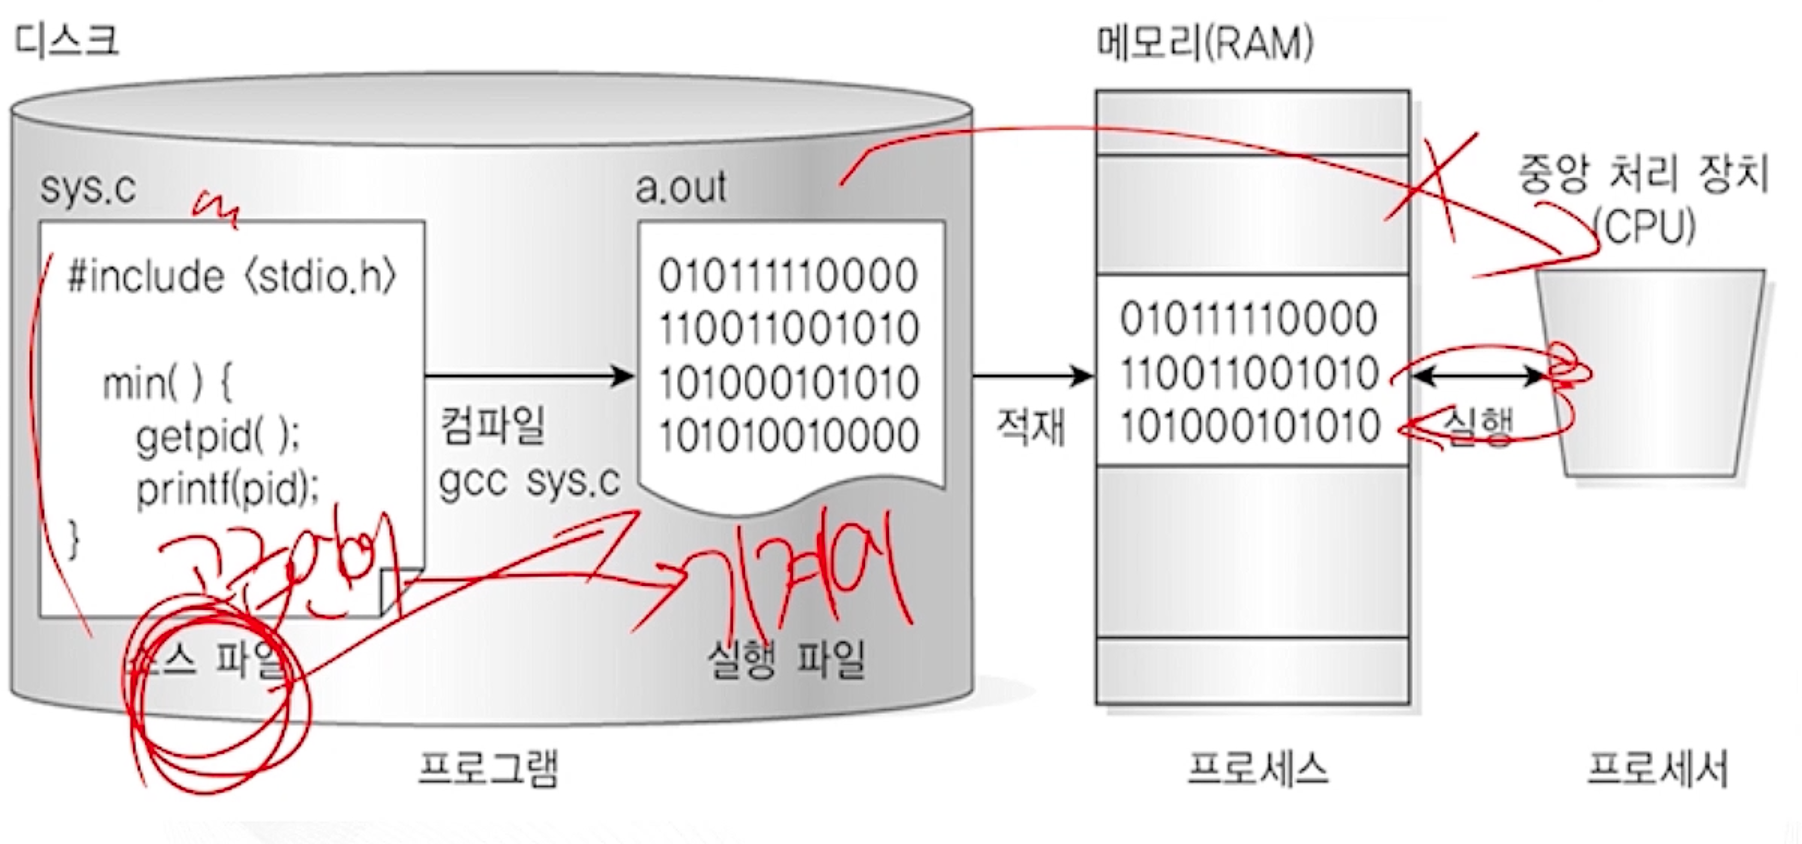 디스크
메모리(RAM)
sys.c
a.out
중앙 처리 장치
(CPU)
#include <stdio.h>
min( ) {
getpid( );
printf(pid);
}
컴파일
gcc sys.c
010111110000
110011001010
101000101010
101010010000
적재
010111110000
110011001010
101000101010
실행
고급언어
기계어
소스 파일
실행 파일
프로그램
프로세스
프로세서